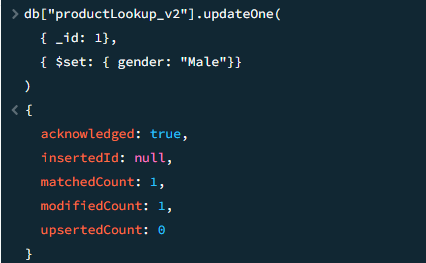 > db["productLookup_v2"].updateOne(
{ _id: 1},
{ $set: { gender: "Male"}}
)
< {
acknowledged: true,
insertedId: null,
matchedCount: 1,
modifiedCount: 1,
upsertedCount: 0
}